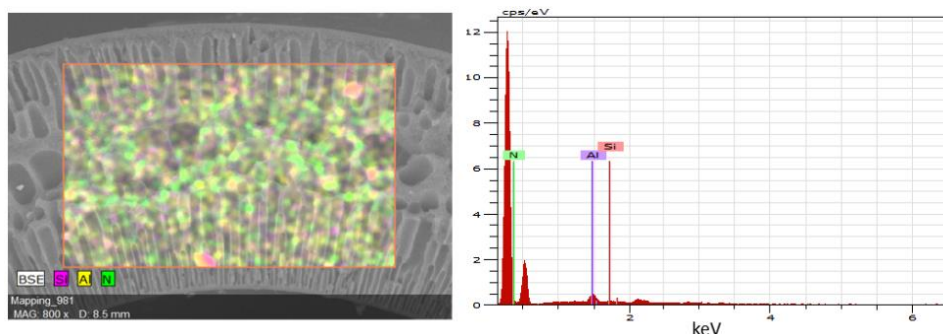 BSE Si Al N
Mapping_981
MAG: 800 x D: 8.5 mm
cps/eV
12
10
8
6
4
2
0
N Al Si
2 4 6
keV